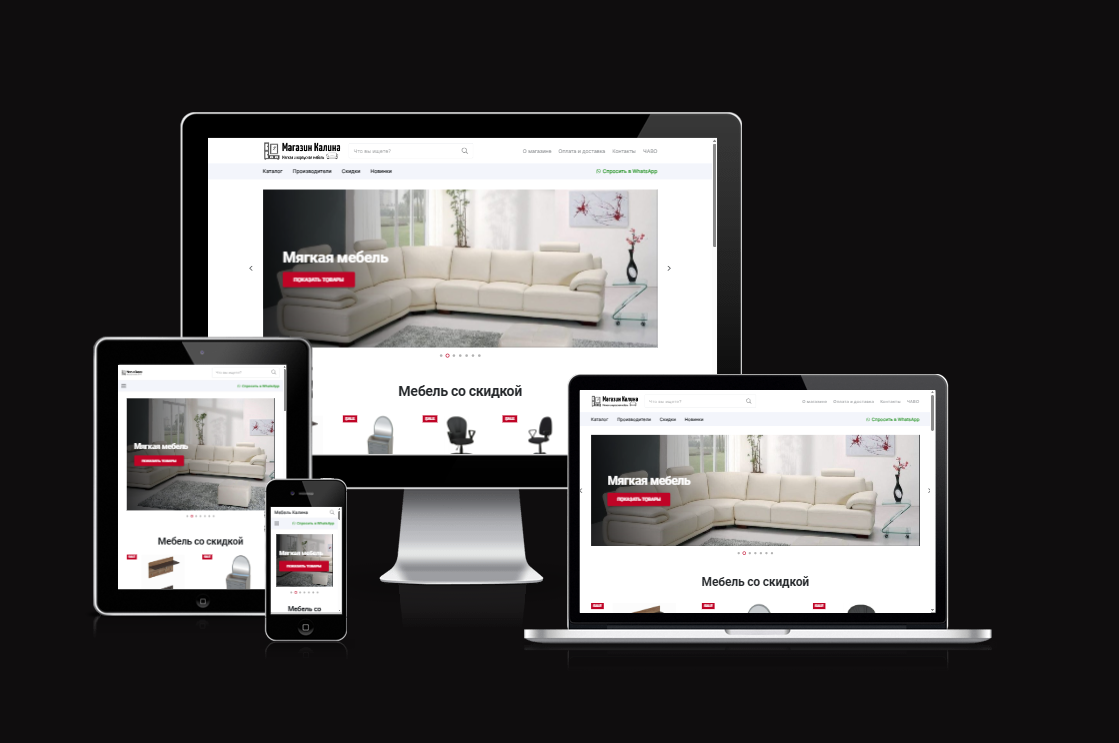 Магазин Калина
Мягкая и корпусная мебель
Что вы ищете?
О магазине Оплата и доставка Контакты ЧАВО
Каталог Производители Скидки Новинки
Спросить в WhatsApp
Мягкая мебель
ПОКАЗАТЬ ТОВАРЫ
Мебель со скидкой
Что вы ищете?
Спросить в WhatsApp
Мягкая мебель
ПОКАЗАТЬ ТОВАРЫ
Мебель со скидкой
Мебель Калина
Спросить в WhatsApp
Мягкая мебель
ПОКАЗАТЬ ТОВАРЫ
Мебель со
Магазин Калина
Что вы ищете?
О магазине Оплата и доставка Контакты ЧАВО
Каталог Производители Скидки Новинки
Спросить в WhatsApp
Мягкая мебель
ПОКАЗАТЬ ТОВАРЫ
Мебель со скидкой